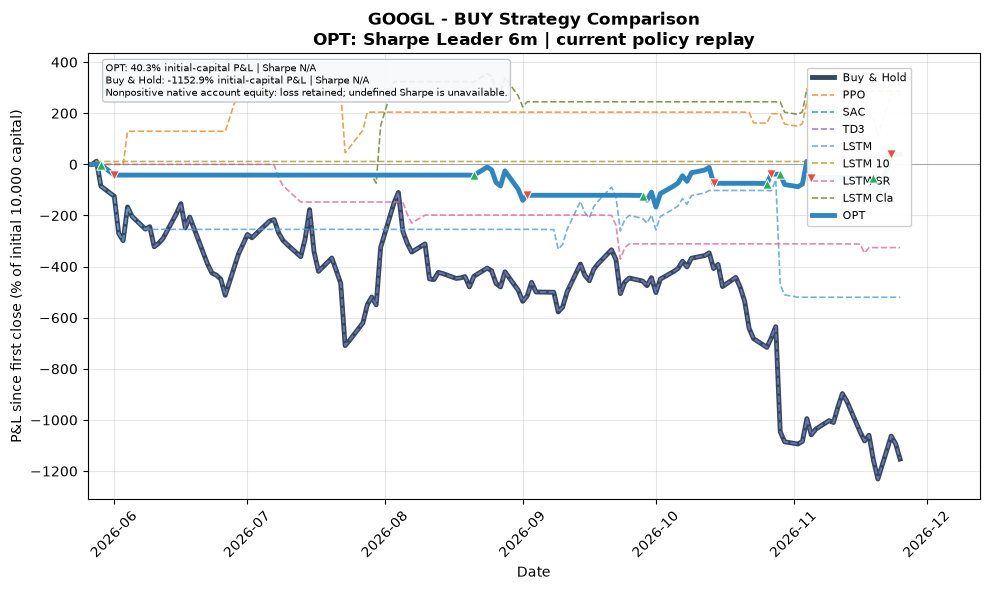 GOOGL - BUY Strategy Comparison
OPT: Sharpe Leader 6m | current policy replay
OPT: 40.3% initial-capital P&L | Sharpe N/A
Buy & Hold: -1152.9% initial-capital P&L | Sharpe N/A
Nonpositive native account equity: loss retained; undefined Sharpe is unavailable.
Buy & Hold
PPO
SAC
TD3
LSTM
LSTM 10
LSTM SR
LSTM Cla
OPT
P&L since first close (% of initial 10,000 capital)
400
200
0
−200
−400
−600
−800
−1000
−1200
2026-06
2026-07
2026-08
2026-09
2026-10
2026-11
2026-12
Date